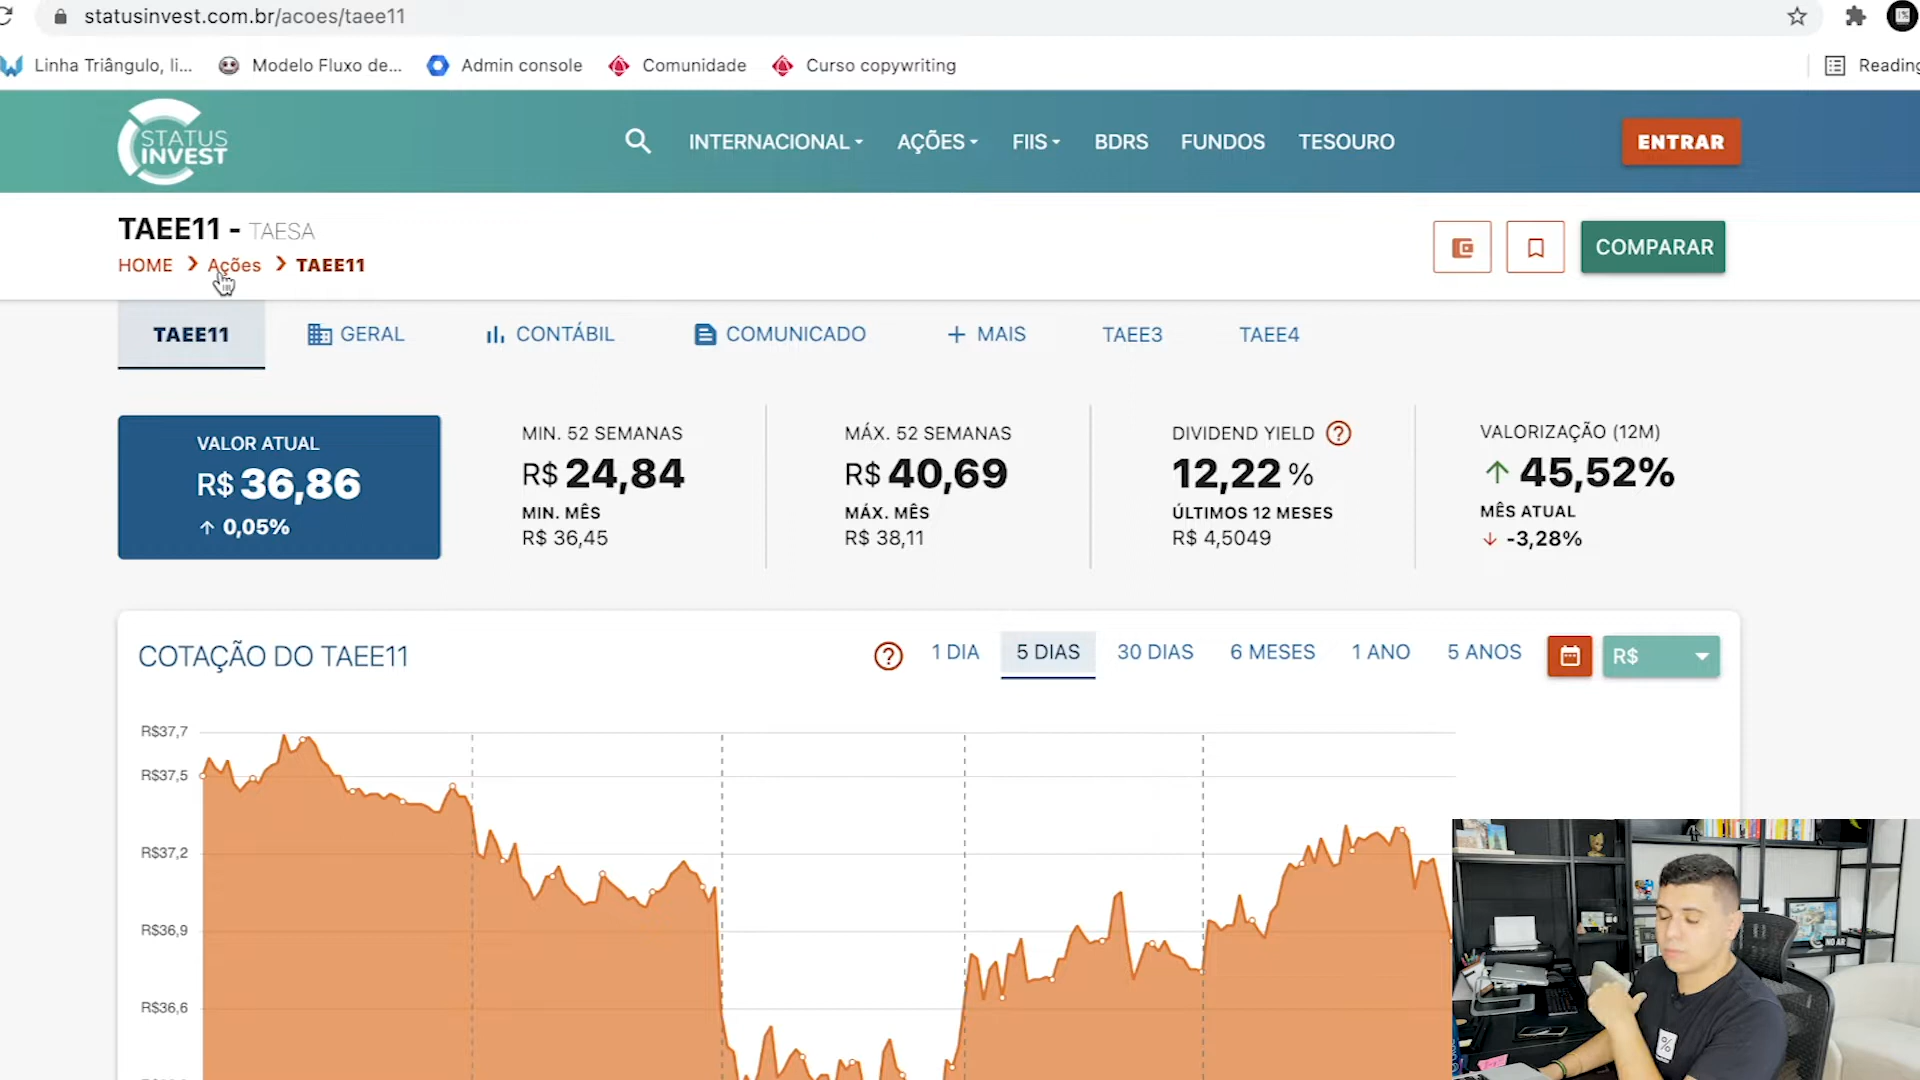 statusinvest.com.br/acoes/taee11
Linha Triângulo, li... Modelo Fluxo de... Admin console Comunidade Curso copywriting Reading
STATUS
INVEST
INTERNACIONAL AÇÕES FIIS BDRS FUNDOS TESOURO ENTRAR
TAEE11 - TAESA
HOME > Ações > TAEE11
COMPARAR
TAEE11 GERAL CONTÁBIL COMUNICADO + MAIS TAEE3 TAEE4
VALOR ATUAL
R$ 36,86
↑ 0,05%
MIN. 52 SEMANAS
R$ 24,84
MIN. MÊS
R$ 36,45
MÁX. 52 SEMANAS
R$ 40,69
MÁX. MÊS
R$ 38,11
DIVIDEND YIELD ?
12,22 %
ÚLTIMOS 12 MESES
R$ 4,5049
VALORIZAÇÃO (12M)
↑ 45,52%
MÊS ATUAL
↓ -3,28%
COTAÇÃO DO TAEE11
? 1 DIA 5 DIAS 30 DIAS 6 MESES 1 ANO 5 ANOS R$
R$37,7
R$37,5
R$37,2
R$36,9
R$36,6
NO AR
%